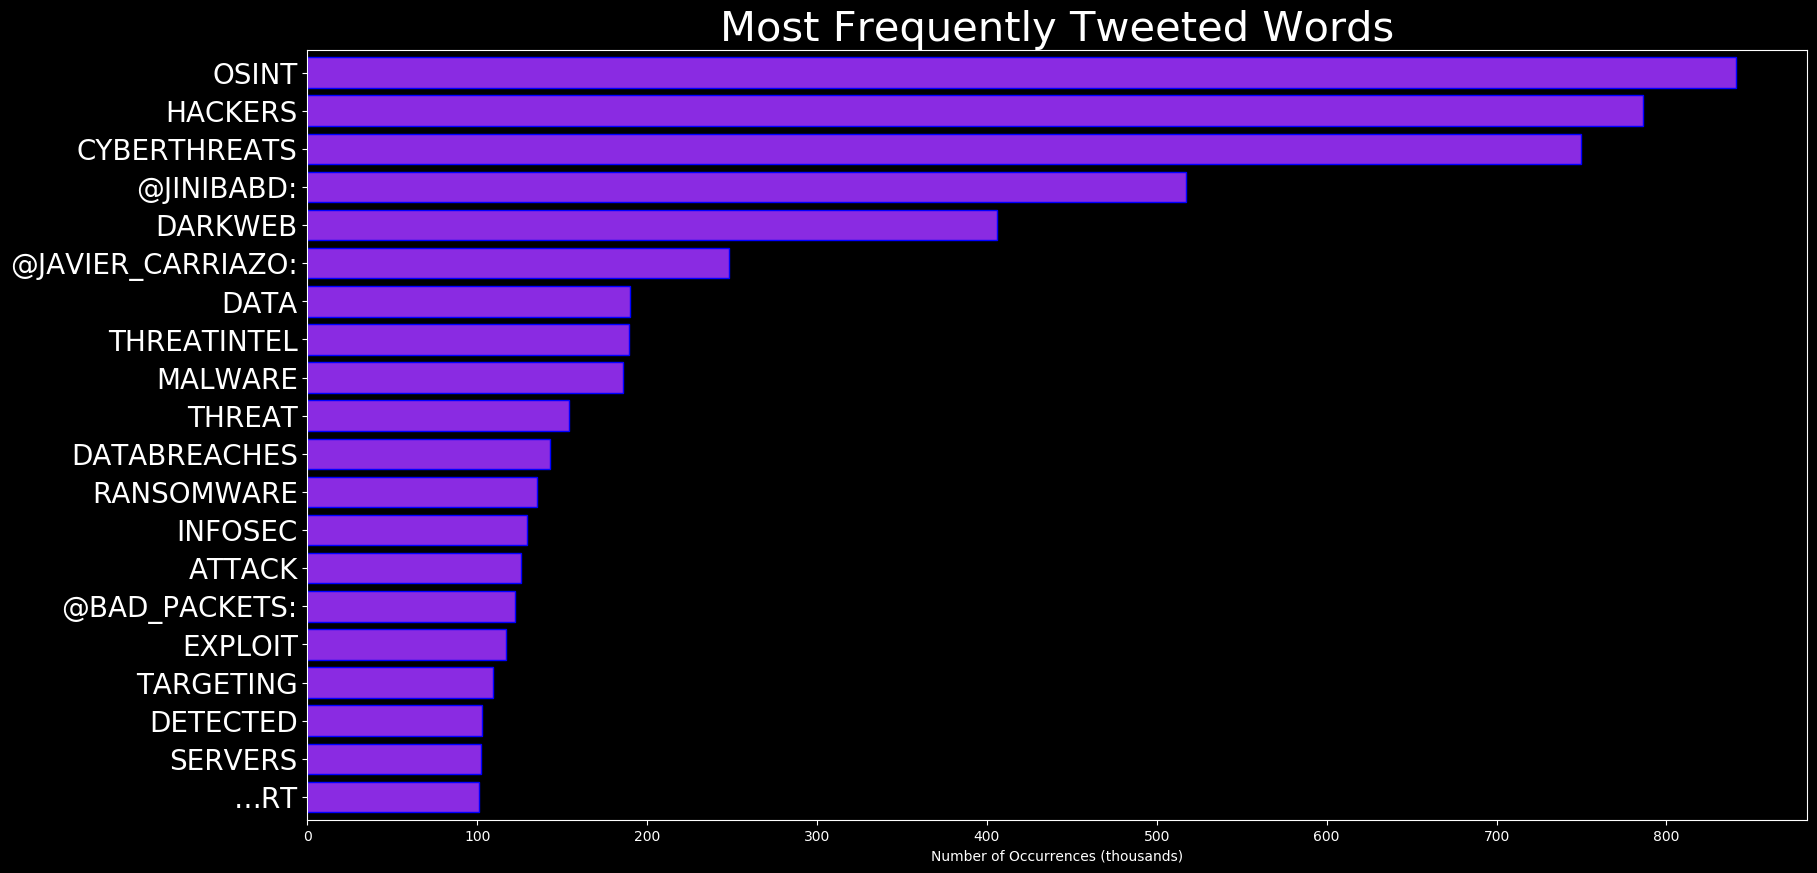 Most Frequently Tweeted Words
OSINT
HACKERS
CYBERTHREATS
@JINIBABD:
DARKWEB
@JAVIER_CARRIAZO:
DATA
THREATINTEL
MALWARE
THREAT
DATABREACHES
RANSOMWARE
INFOSEC
ATTACK
@BAD_PACKETS:
EXPLOIT
TARGETING
DETECTED
SERVERS
…RT
0 100 200 300 400 500 600 700 800
Number of Occurrences (thousands)